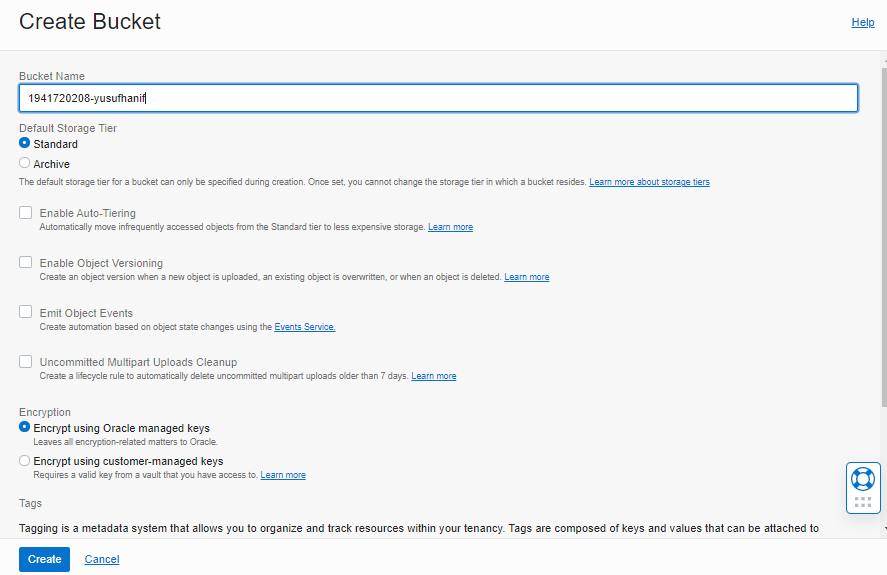 Create Bucket
Help
Bucket Name
1941720208-yusufhanif
Default Storage Tier
Standard
Archive
The default storage tier for a bucket can only be specified during creation. Once set, you cannot change the storage tier in which a bucket resides. Learn more about storage tiers
Enable Auto-Tiering
Automatically move infrequently accessed objects from the Standard tier to less expensive storage. Learn more
Enable Object Versioning
Create an object version when a new object is uploaded, an existing object is overwritten, or when an object is deleted. Learn more
Emit Object Events
Create automation based on object state changes using the Events Service.
Uncommitted Multipart Uploads Cleanup
Create a lifecycle rule to automatically delete uncommitted multipart uploads older than 7 days. Learn more
Encryption
Encrypt using Oracle managed keys
Leaves all encryption-related matters to Oracle.
Encrypt using customer-managed keys
Requires a valid key from a vault that you have access to. Learn more
Tags
Tagging is a metadata system that allows you to organize and track resources within your tenancy. Tags are composed of keys and values that can be attached to
Create
Cancel